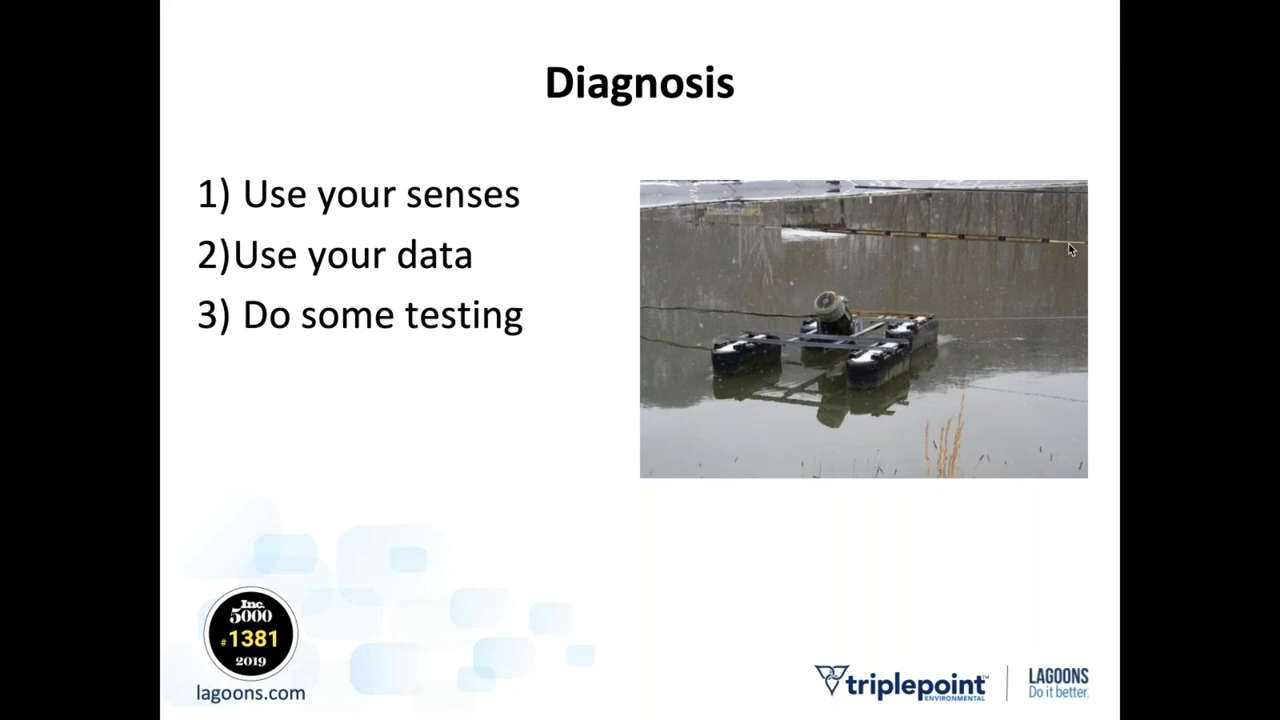 Diagnosis
1) Use your senses
2)Use your data
3) Do some testing
Inc.
5000
#1381
2019
lagoons.com
triplepoint™
ENVIRONMENTAL
LAGOONS
Do it better